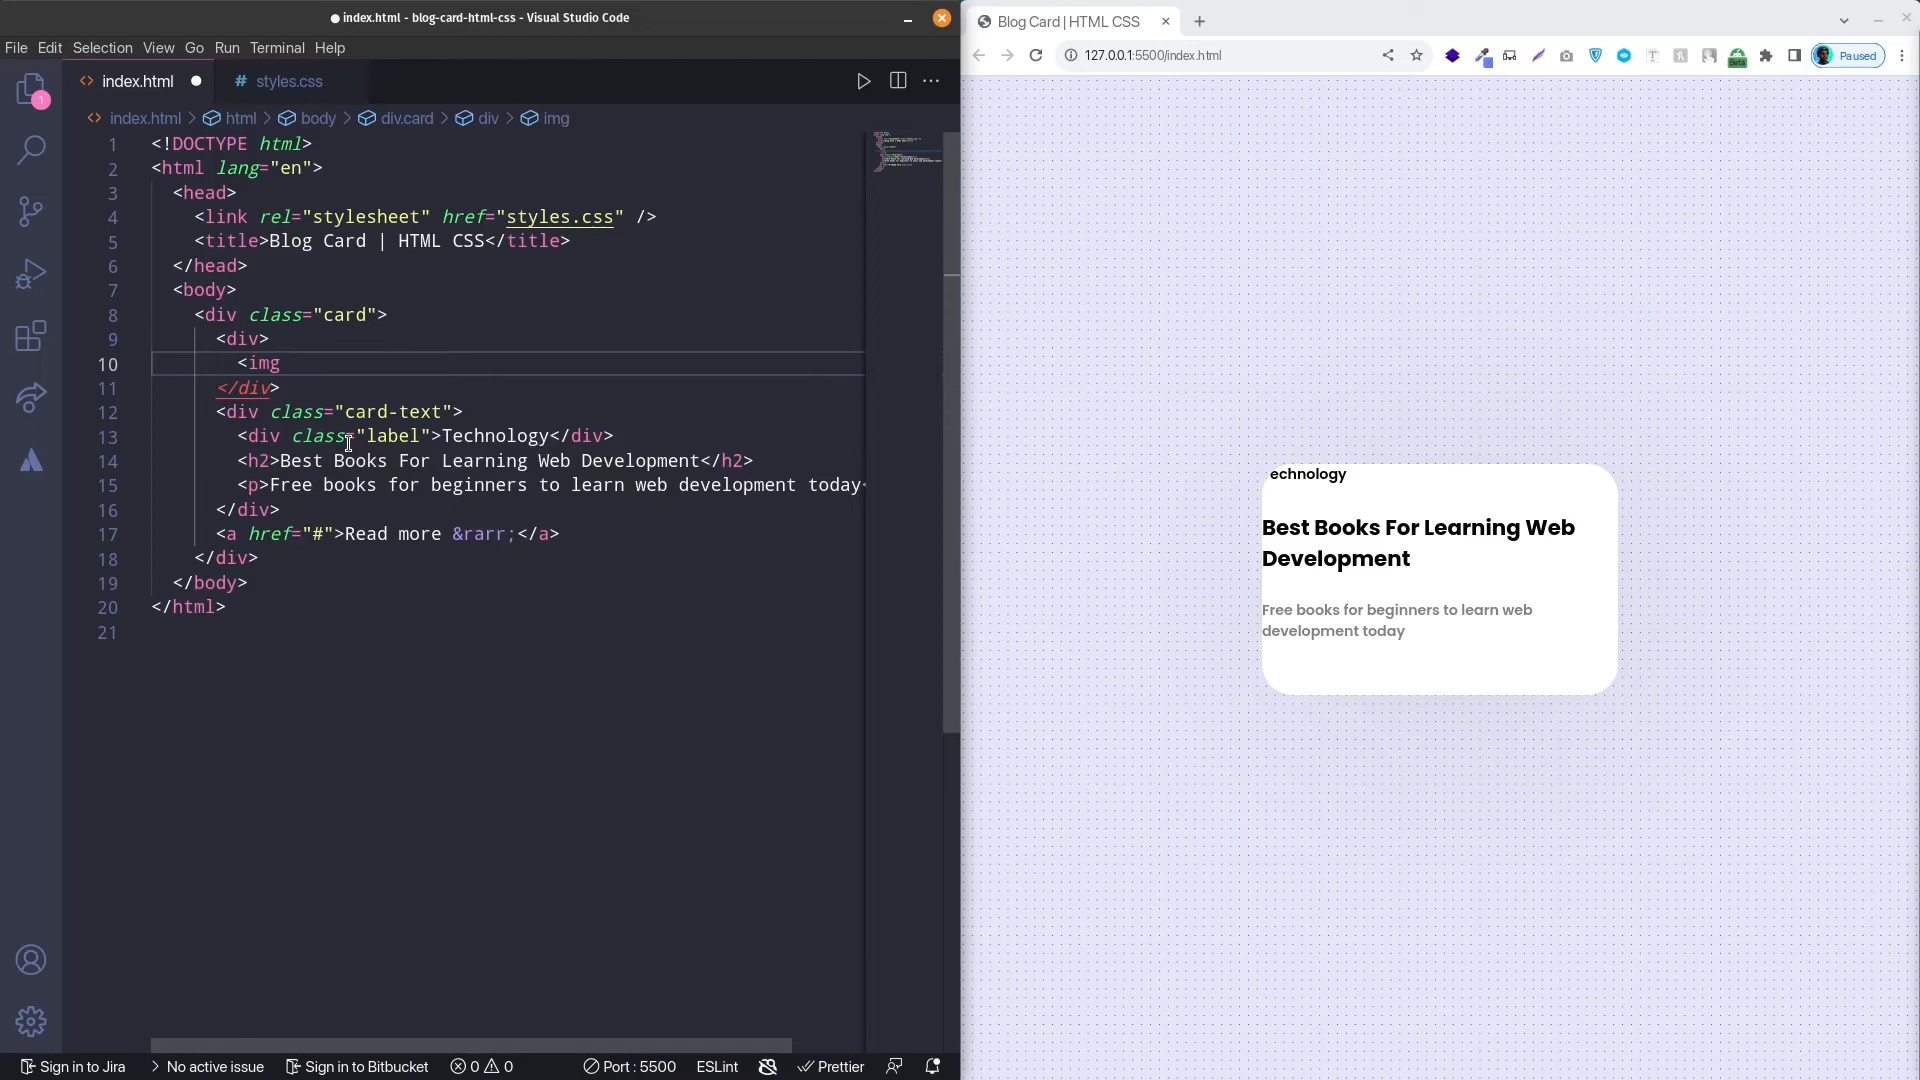 index.html - blog-card-html-css - Visual Studio Code
File Edit Selection View Go Run Terminal Help
index.html
# styles.css
<> index.html > html > body > div.card > div > img
1 <!DOCTYPE html>
2 <html lang="en">
3 <head>
4 <link rel="stylesheet" href="styles.css" />
5 <title>Blog Card | HTML CSS</title>
6 </head>
7 <body>
8 <div class="card">
9 <div>
10 <img
11 </div>
12 <div class="card-text">
13 <div class="label">Technology</div>
14 <h2>Best Books For Learning Web Development</h2>
15 <p>Free books for beginners to learn web development today<
16 </div>
17 <a href="#">Read more &rarr;</a>
18 </div>
19 </body>
20 </html>
21
1
Sign in to Jira
No active issue
Sign in to Bitbucket
0 0
Port : 5500
ESLint
Prettier
Blog Card | HTML CSS
127.0.0.1:5500/index.html
Beta
Paused
echnology
Best Books For Learning Web
Development
Free books for beginners to learn web
development today